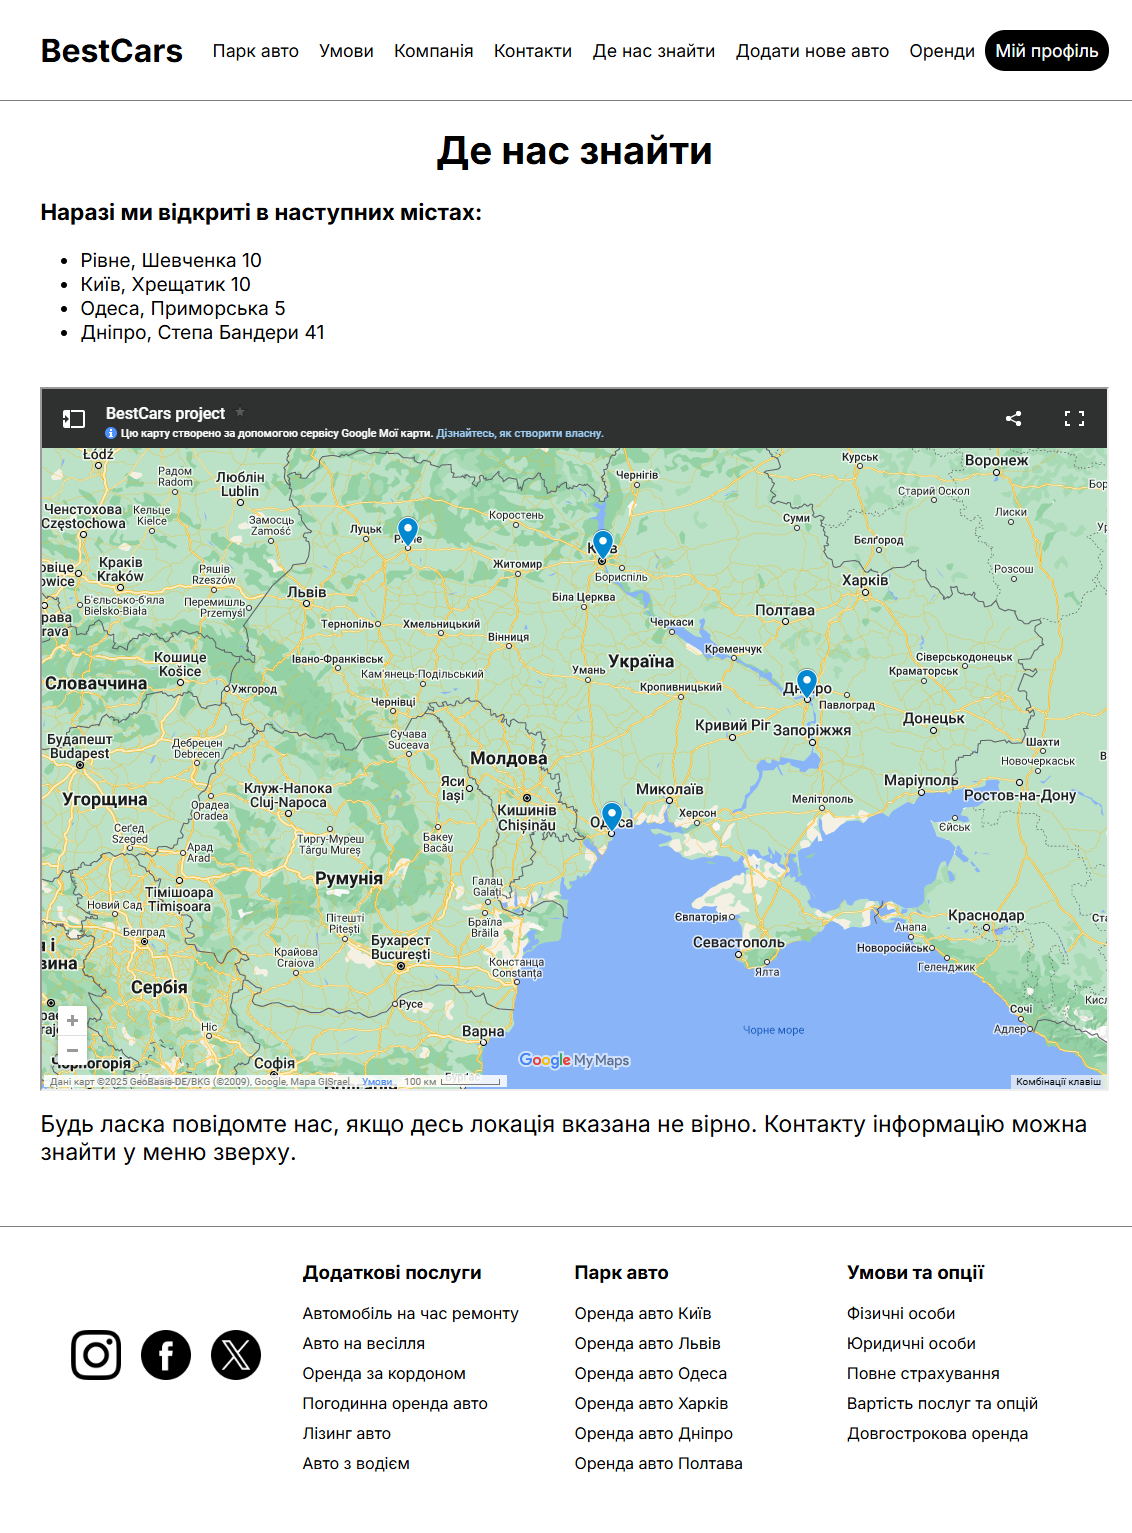 BestCars
Парк авто
Умови
Компанія
Контакти
Де нас знайти
Додати нове авто
Оренди
Мій профіль
Де нас знайти
Наразі ми відкриті в наступних містах:
Рівне, Шевченка 10
Київ, Хрещатик 10
Одеса, Приморська 5
Дніпро, Степа Бандери 41
BestCars project
Цю карту створено за допомогою сервісу Google Мої карти. Дізнайтесь, як створити власну.
Łódź
Радом
Radom
Люблін
Lublin
Чернігів
Курськ
Воронеж
Старий Оскол
Ченстохова
Częstochowa
Кельце
Kielce
Замосць
Zamość
Луцьк
Коростень
Суми
Лиски
Бєлгород
Краків
Kraków
Ряшів
Rzeszów
Житомир
Бориспіль
Харків
Розсош
Б'єльсько-б'яла
Bielsko-Biala
Перемишль
Przemyśl
Львів
Біла Церква
Полтава
Тернопіль
Хмельницький
Вінниця
Черкаси
Кременчук
Кошице
Košice
Івано-Франківськ
Кам'янець-Подільський
Україна
Умань
Сіверськодонецьк
Краматорськ
Словаччина
Ужгород
Чернівці
Кропивницький
Дніпро
Павлоград
Кривий Ріг
Запоріжжя
Донецьк
Будапешт
Budapest
Дебрецен
Debrecen
Сучава
Suceava
Молдова
Шахти
Новочеркаськ
Угорщина
Клуж-Напока
Cluj-Napoca
Орадеа
Oradea
Яси
Iași
Кишинів
Chișinău
Миколаїв
Херсон
Мелітополь
Маріуполь
Ростов-на-Дону
Єйськ
Сегед
Szeged
Арад
Arad
Тиргу-Муреш
Târgu Mureș
Бакеу
Bacău
Тімішоара
Timișoara
Румунія
Галац
Galați
Новий Сад
Белград
Пітешті
Pitești
Браїла
Brăila
Євпаторія
Краснодар
Анапа
Крайова
Craiova
Бухарест
București
Констанца
Constanța
Севастополь
Ялта
Новоросійськ
Геленджик
Сербія
Русе
Сочі
Адлер
Ніс
Варна
Чорне море
Софія
Google My Maps
Дані карт ©2025 GeoBasis-DE/BKG (©2009), Google, Mapa GISrael
Умови
100 км
Комбінації клавіш
Будь ласка повідомте нас, якщо десь локація вказана не вірно. Контакту інформацію можна
знайти у меню зверху.
Додаткові послуги
Автомобіль на час ремонту
Авто на весілля
Оренда за кордоном
Погодинна оренда авто
Лізинг авто
Авто з водієм
Парк авто
Оренда авто Київ
Оренда авто Львів
Оренда авто Одеса
Оренда авто Харків
Оренда авто Дніпро
Оренда авто Полтава
Умови та опції
Фізичні особи
Юридичні особи
Повне страхування
Вартість послуг та опцій
Довгострокова оренда